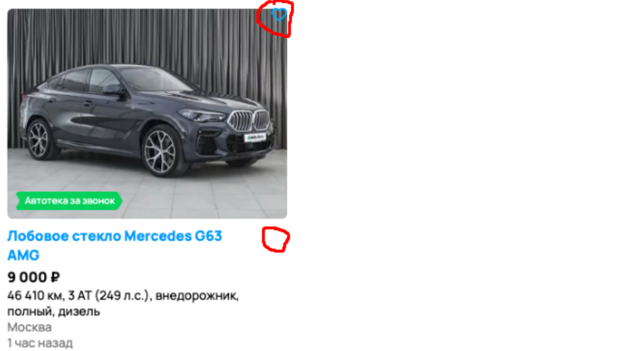 Автотека за звонок
Лобовое стекло Mercedes G63
AMG
9 000 ₽
46 410 км, 3 AT (249 л.с.), внедорожник,
полный, дизель
Москва
1 час назад